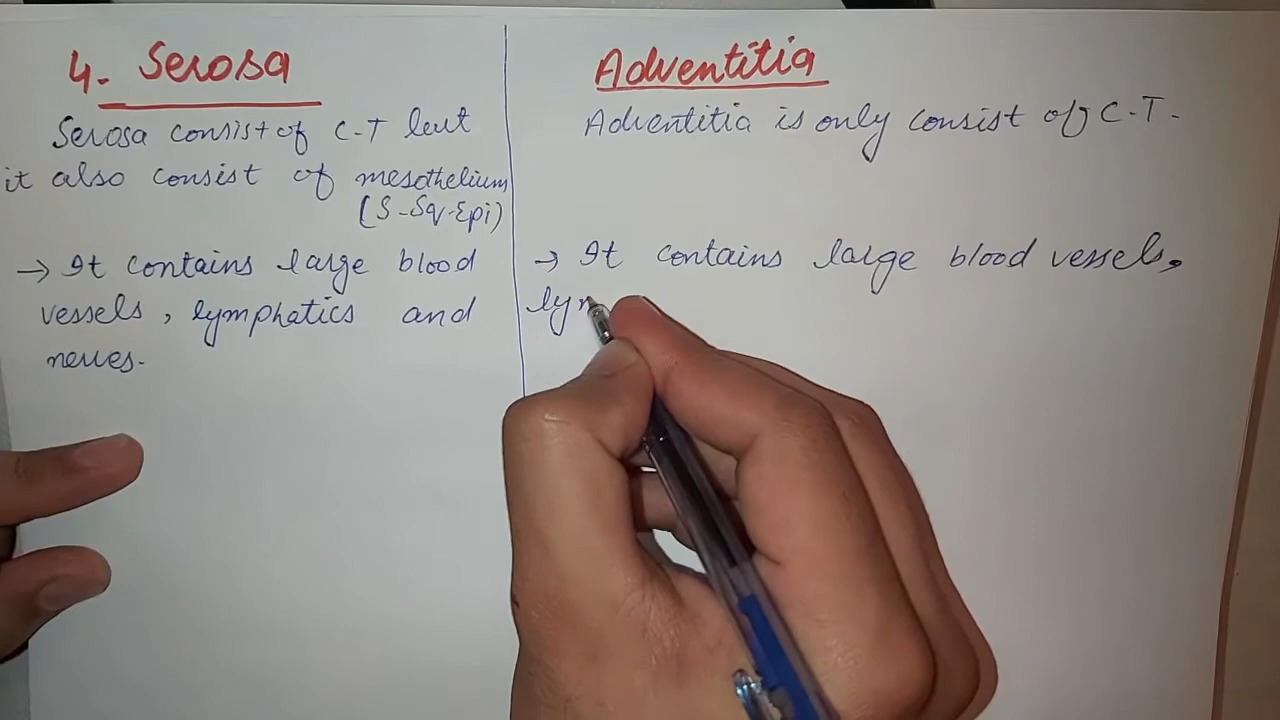 4. Serosa
Serosa consist of C-T but
it also consist of mesothelium
(S-Sq-Epi)
→ It contains large blood
vessels, lymphatics and
nerves.
Adventitia
Adventitia is only consist of C.T.
→ It contains large blood vessels,
lym